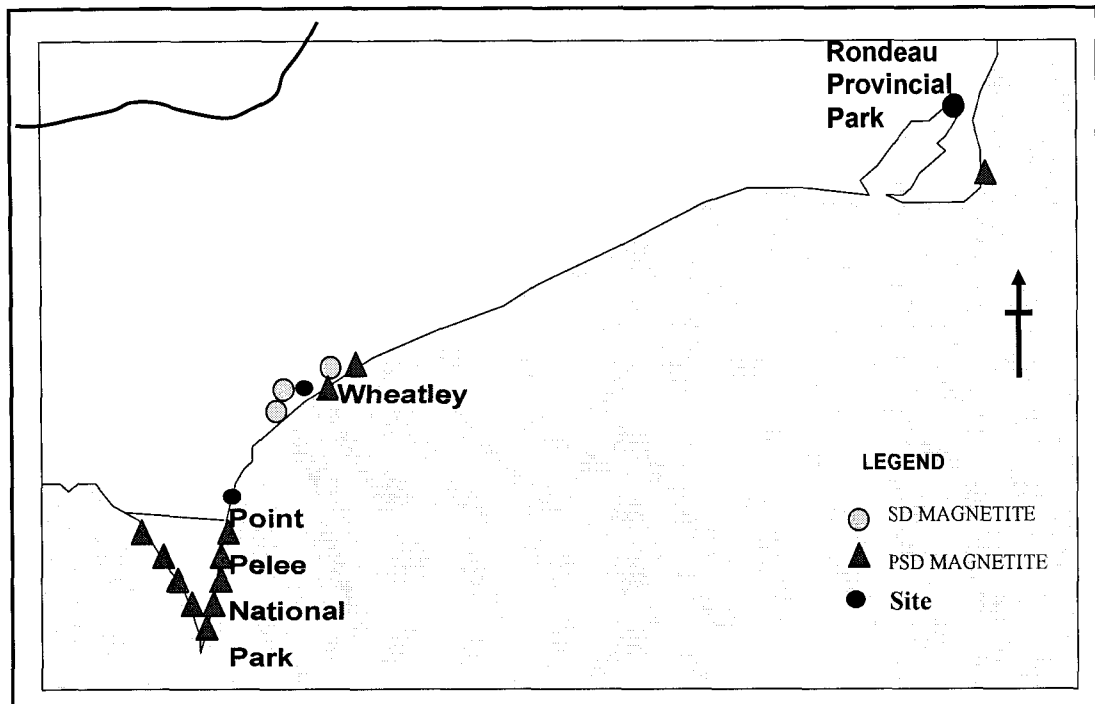 Rondeau
Provincial
Park
Wheatley
Point
Pelee
National
Park
LEGEND
SD MAGNETITE
PSD MAGNETITE
Site